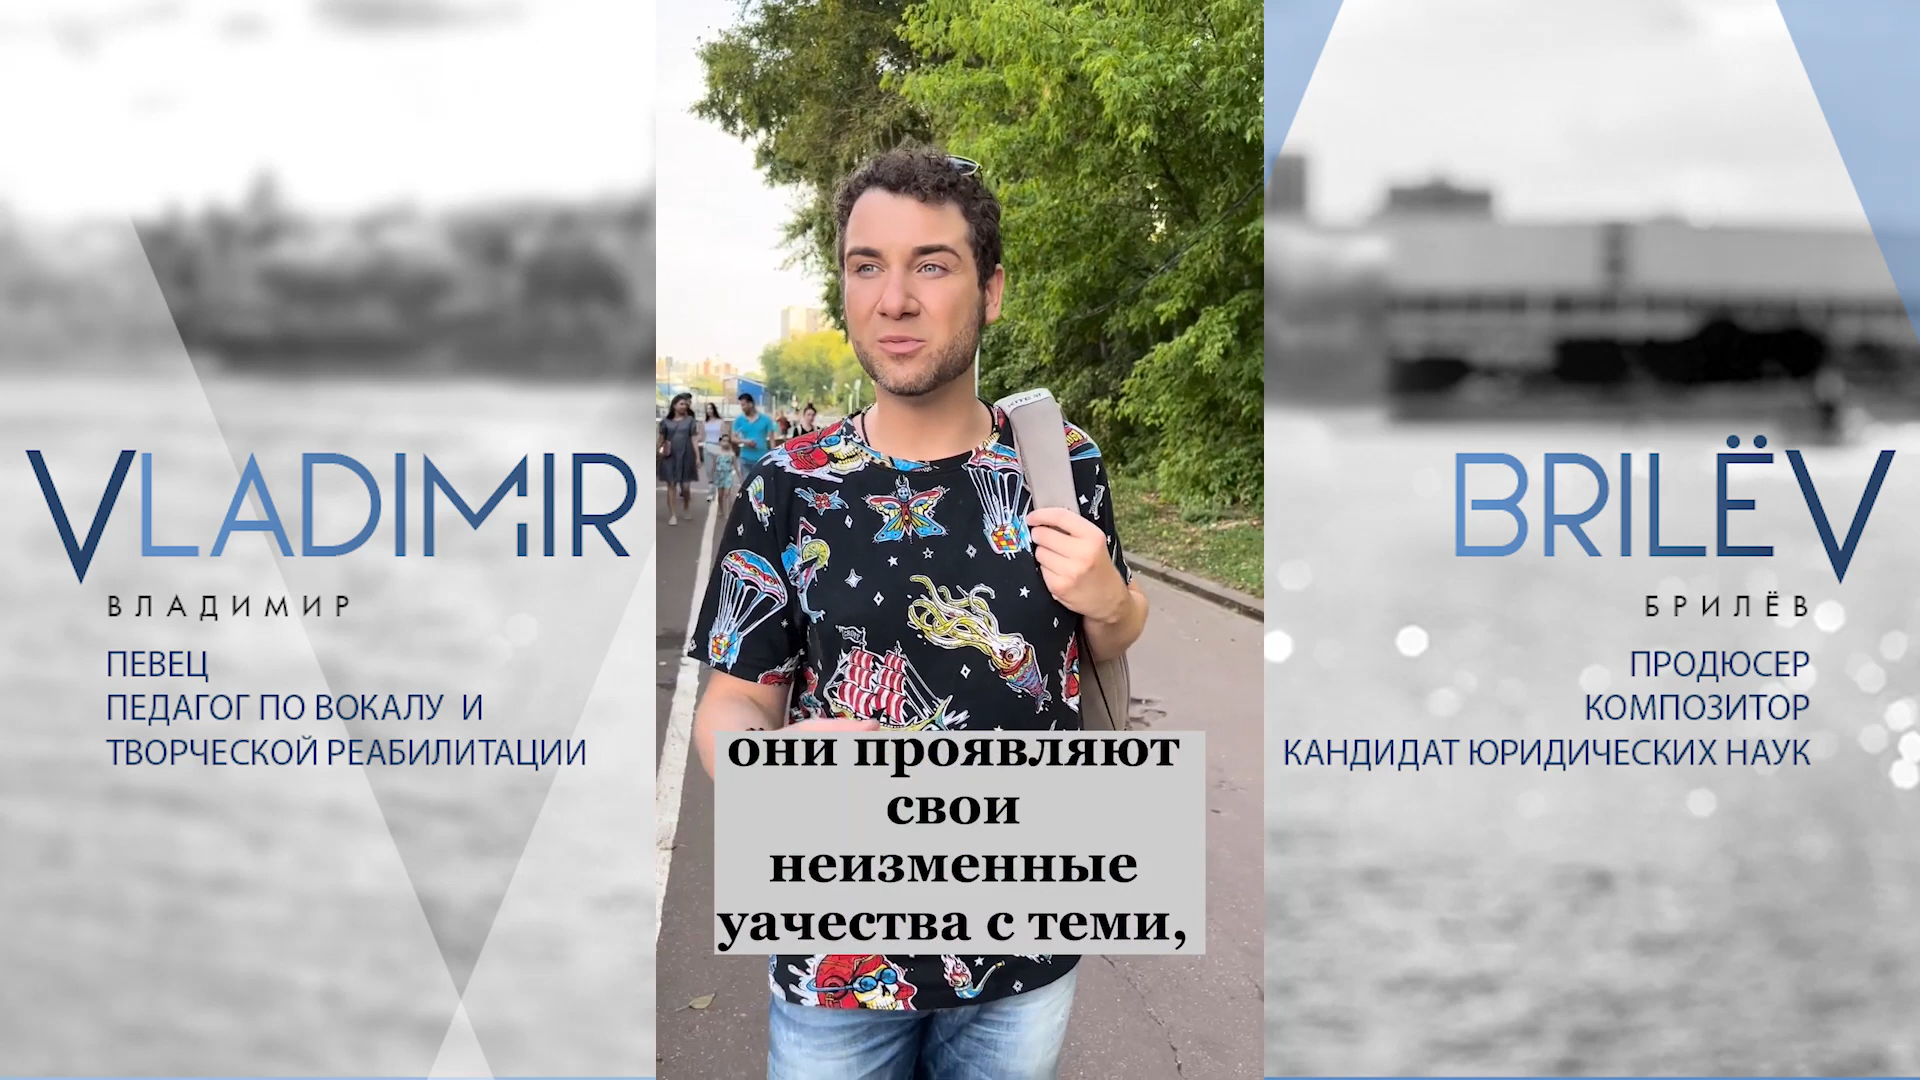 VLADIMIR
ВЛАДИМИР
ПЕВЕЦ
ПЕДАГОГ ПО ВОКАЛУ И
ТВОРЧЕСКОЙ РЕАБИЛИТАЦИИ
они проявляют
свои
неизменные
уачества с теми,
BRILЁV
БРИЛЁВ
ПРОДЮСЕР
КОМПОЗИТОР
КАНДИДАТ ЮРИДИЧЕСКИХ НАУК